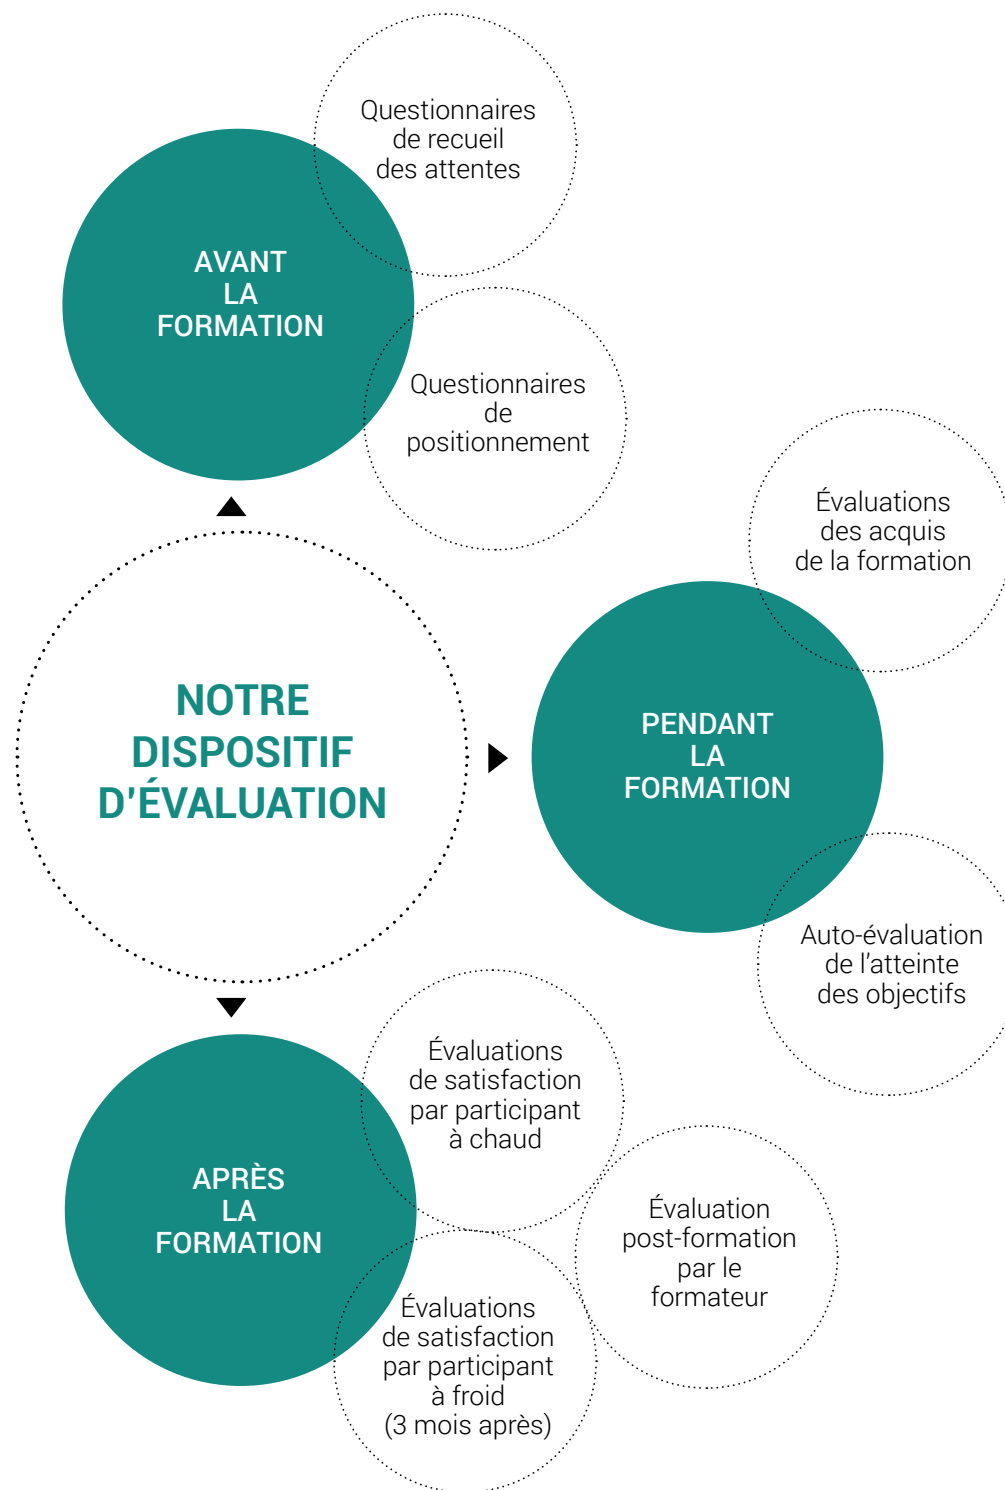 Questionnaires
de recueil
des attentes
AVANT
LA
FORMATION
Questionnaires
de
positionnement
Évaluations
des acquis
de la formation
NOTRE
DISPOSITIF
D'ÉVALUATION
PENDANT
LA
FORMATION
Auto-évaluation
de l'atteinte
des objectifs
Évaluations
de satisfaction
par participant
à chaud
APRÈS
LA
FORMATION
Évaluation
post-formation
par le
formateur
Évaluations
de satisfaction
par participant
à froid
(3 mois après)